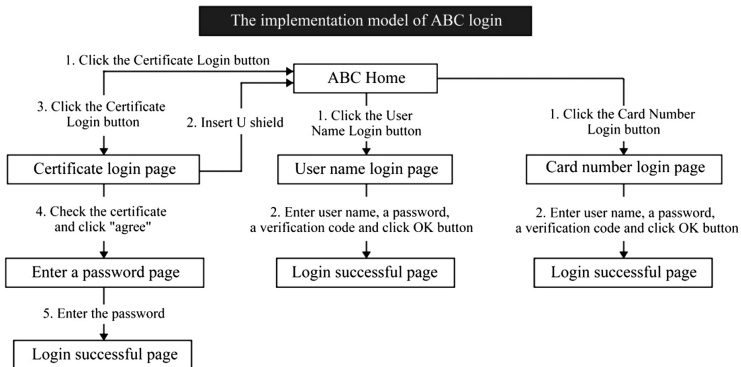 The implementation model of ABC login
1. Click the Certificate Login button
ABC Home
3. Click the Certificate
Login button
2. Insert U shield
1. Click the User
Name Login button
1. Click the Card Number
Login button
Certificate login page
User name login page
Card number login page
4. Check the certificate
and click "agree"
2. Enter user name, a password,
a verification code and click OK button
2. Enter user name, a password,
a verification code and click OK button
Enter a password page
Login successful page
Login successful page
5. Enter the password
Login successful page